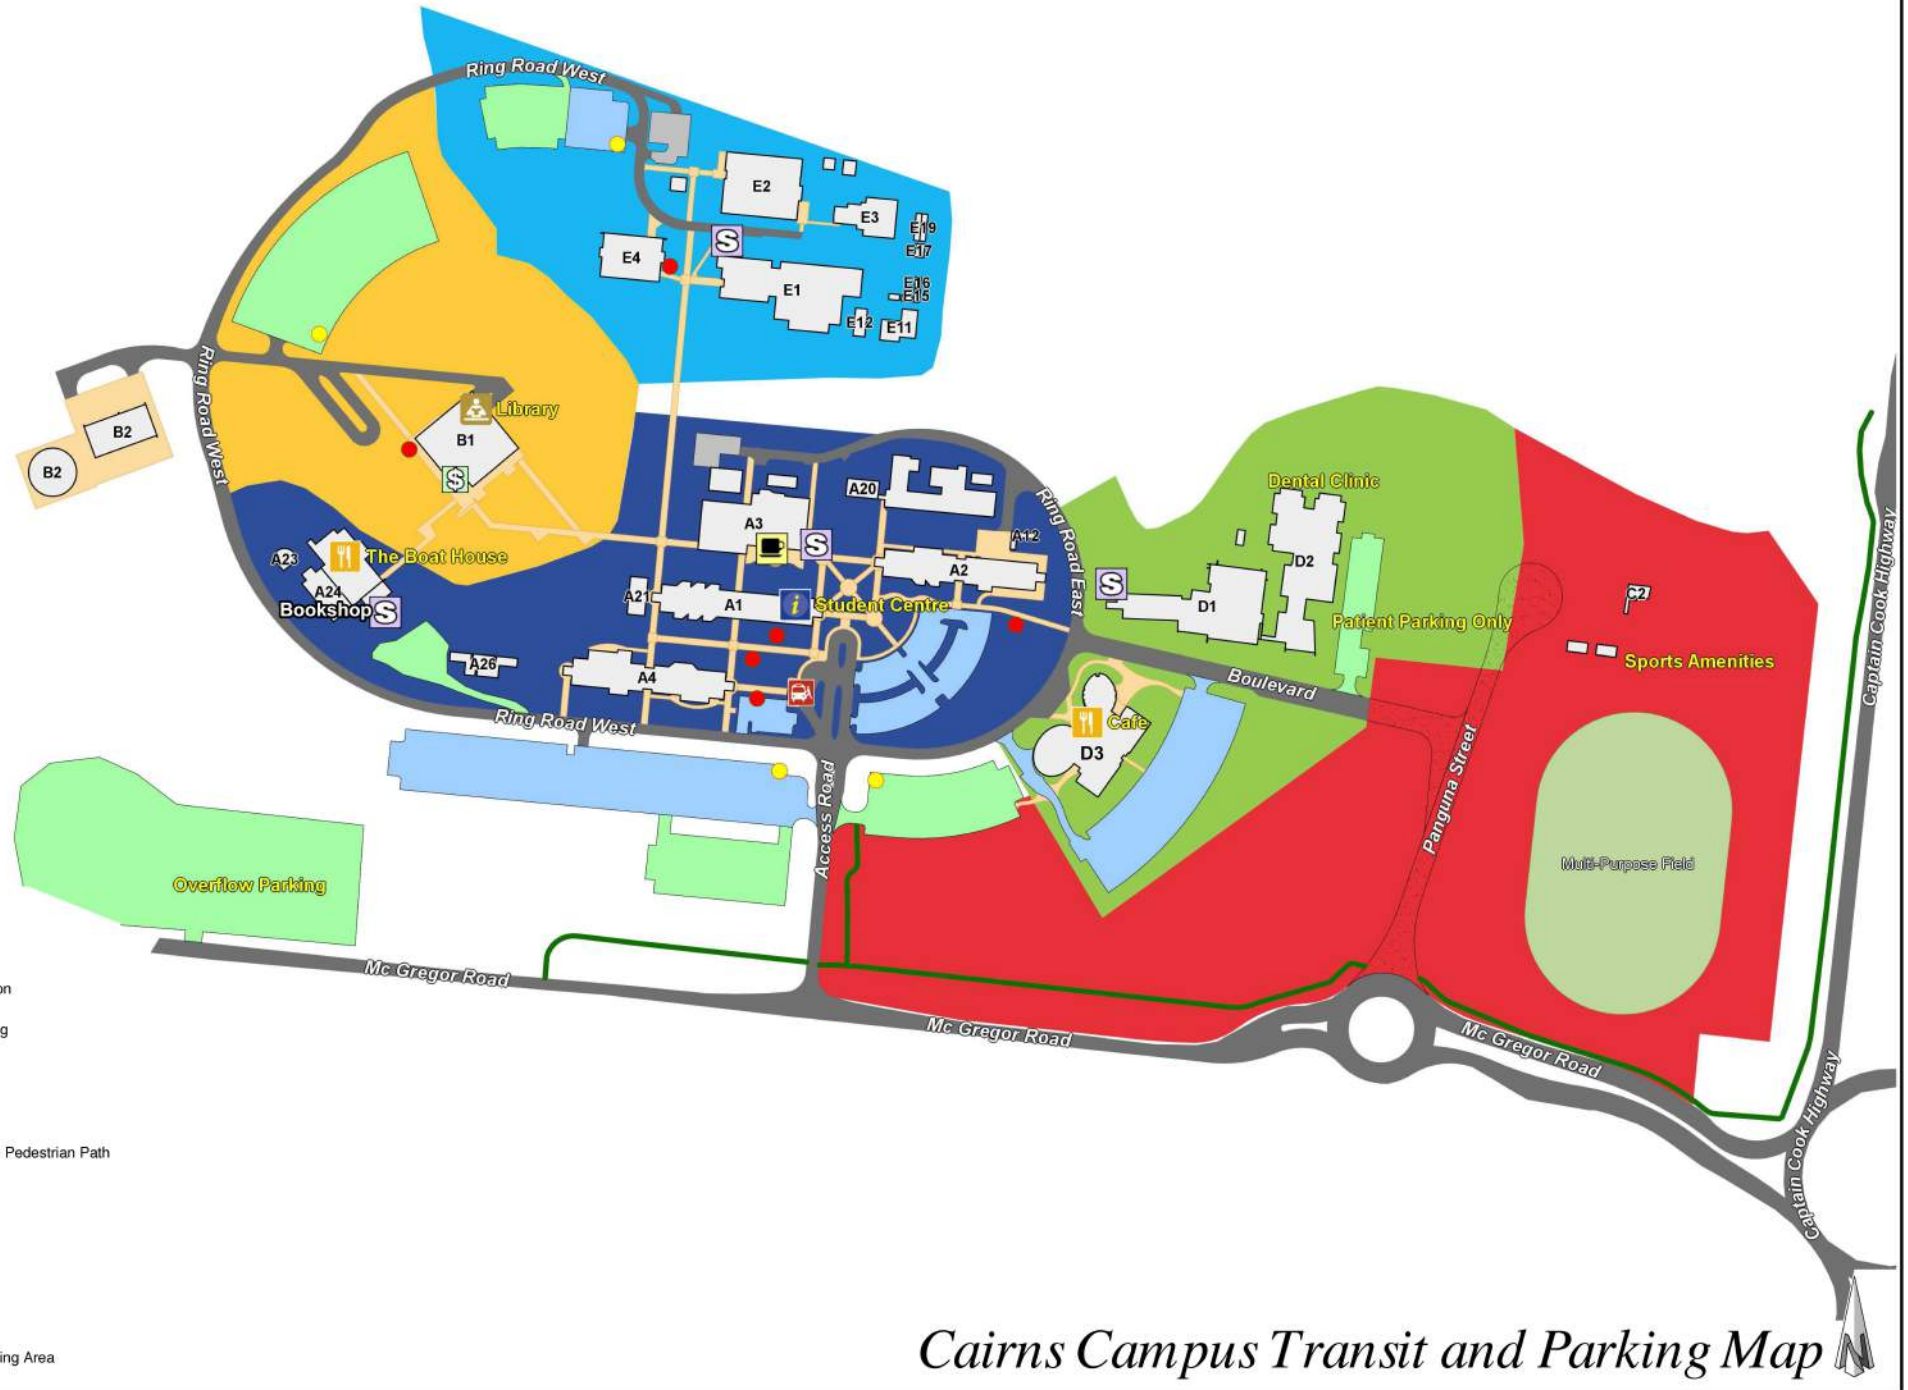 Ring Road West
E2
E3
E19
E17
E4
E1
E16
E15
E12
E11
Ring Road West
B2
B2
Library
B1
$
Dental Clinic
A20
A3
S
A12
Ring Road East
A2
S
D2
D1
Captain Cook Highway
A23
The Boat House
A24
Bookshop
S
A21
A1
i
Student Centre
C2
Patient Parking Only
Sports Amenities
A26
A4
Boulevard
Ring Road West
Cafe
D3
Panguna Street
Access Road
Multi-Purpose Field
Overflow Parking
Mc Gregor Road
on
g
Mc Gregor Road
Mc Gregor Road
Captain Cook Highway
Pedestrian Path
ing Area
Cairns Campus Transit and Parking Map
N
S